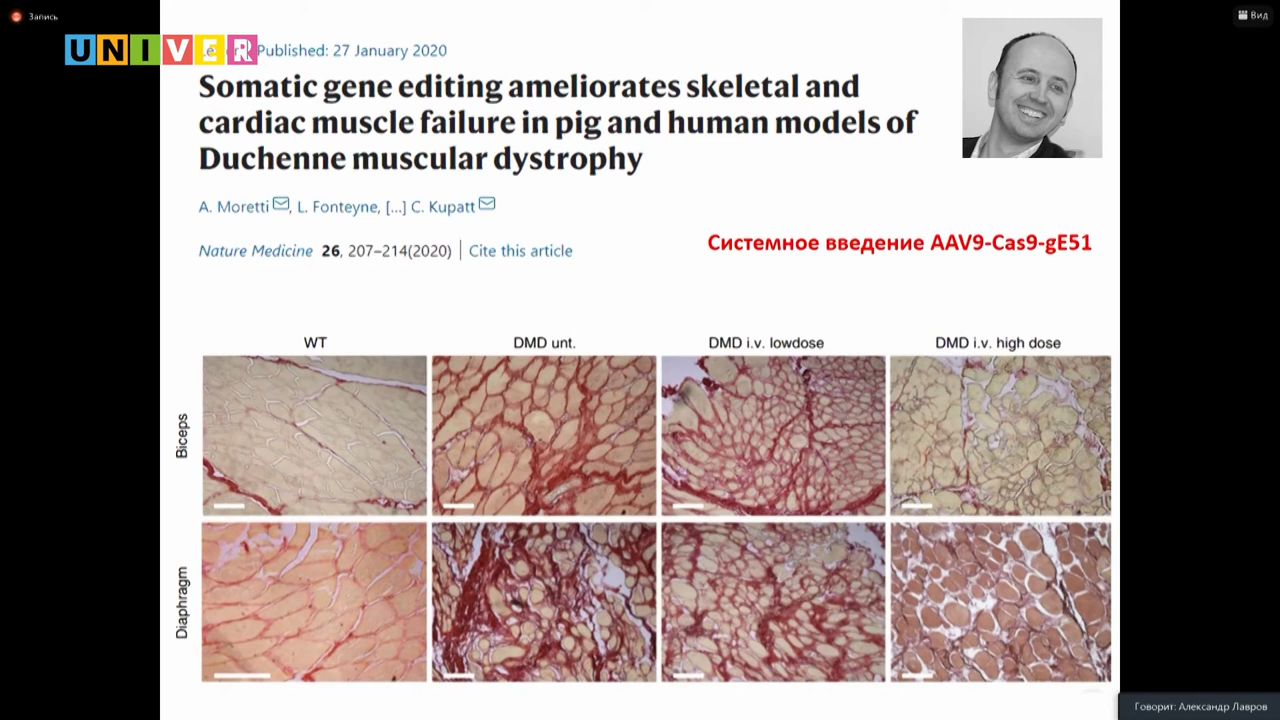 Запись
Вид
UNIVER
Published: 27 January 2020
Somatic gene editing ameliorates skeletal and
cardiac muscle failure in pig and human models of
Duchenne muscular dystrophy
A. Moretti, L. Fonteyne, [...] C. Kupatt
Nature Medicine 26, 207–214(2020) | Cite this article
Системное введение AAV9-Cas9-gE51
WT DMD unt. DMD i.v. lowdose DMD i.v. high dose
Biceps
Diaphragm
Говорит: Александр Лавров